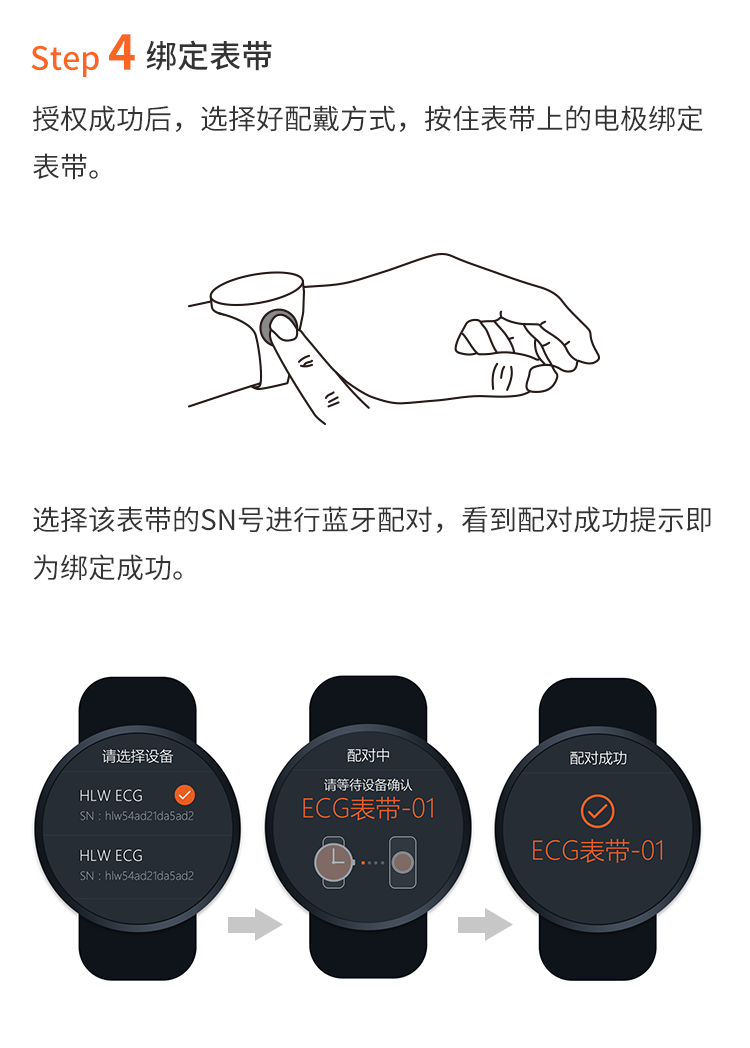 Step 4 绑定表带
授权成功后，选择好配戴方式，按住表带上的电极绑定
表带。
选择该表带的SN号进行蓝牙配对，看到配对成功提示即
为绑定成功。
请选择设备
HLW ECG
SN : hlw54ad21da5ad2
HLW ECG
SN : hlw54ad21da5ad2
配对中
请等待设备确认
ECG表带-01
配对成功
ECG表带-01